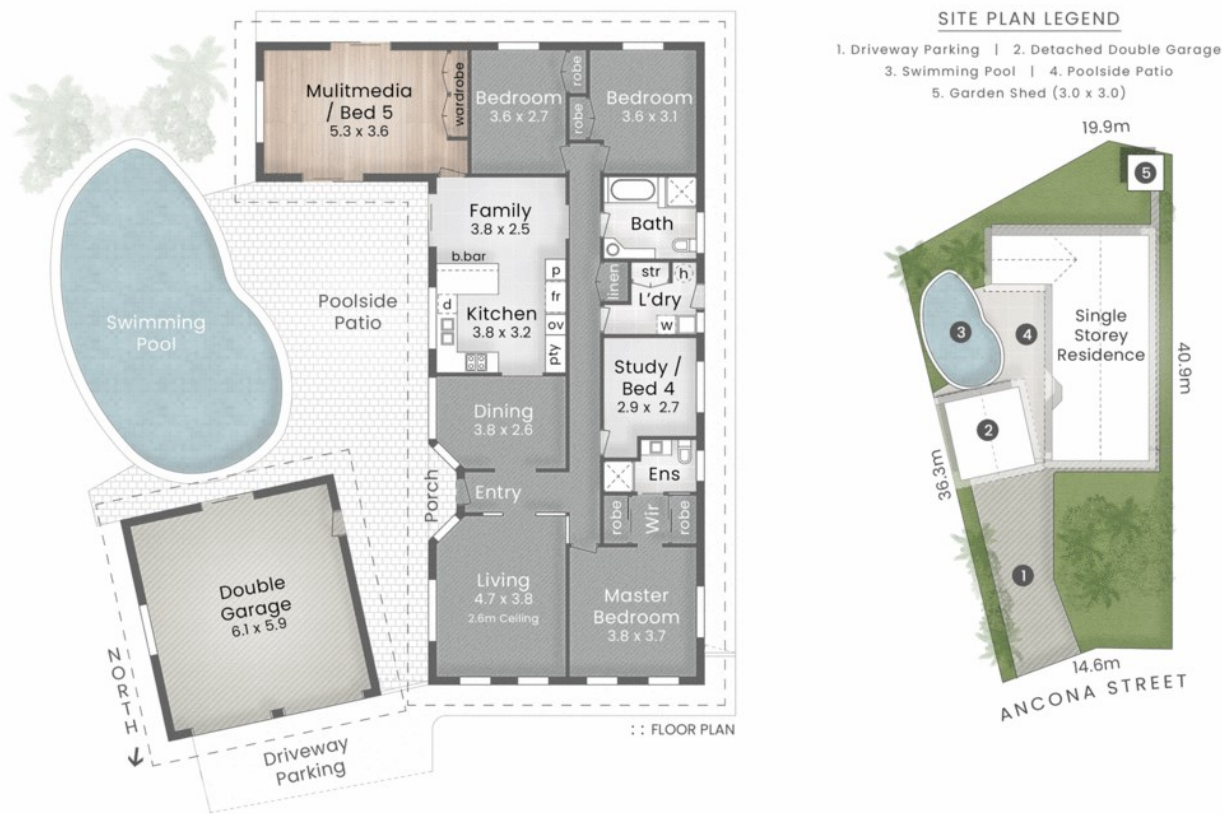 SITE PLAN LEGEND
1. Driveway Parking | 2. Detached Double Garage
3. Swimming Pool | 4. Poolside Patio
5. Garden Shed (3.0 x 3.0)
Mulitmedia
/ Bed 5
5.3 x 3.6
wardrobe
Bedroom
3.6 x 2.7
robe
robe
Bedroom
3.6 x 3.1
Family
3.8 x 2.5
b.bar
Bath
p
fr
ov
pty
d
Kitchen
3.8 x 3.2
linen
str
h
L'dry
w
Swimming
Pool
Poolside
Patio
Study /
Bed 4
2.9 x 2.7
Dining
3.8 x 2.6
Ens
Porch
Entry
robe
Wir
robe
Living
4.7 x 3.8
2.6m Ceiling
Master
Bedroom
3.8 x 3.7
Double
Garage
6.1 x 5.9
NORTH
Driveway
Parking
:: FLOOR PLAN
19.9m
5
Single
Storey
Residence
3
4
40.9m
2
36.3m
1
14.6m
ANCONA STREET